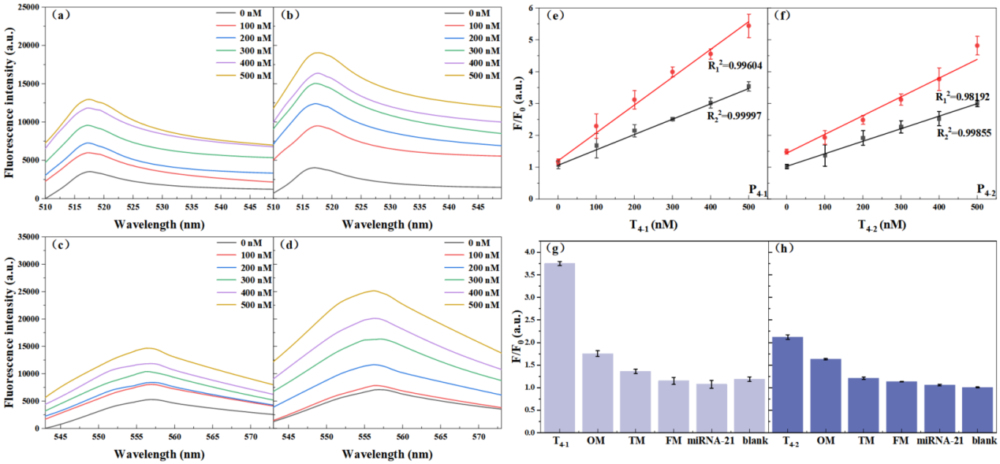 (a)
0 nM
100 nM
200 nM
300 nM
400 nM
500 nM
25000
20000
15000
10000
5000
0
Fluorescence intensity (a.u.)
510 515 520 525 530 535 540 545
Wavelength (nm)
(b)
0 nM
100 nM
200 nM
300 nM
400 nM
500 nM
510 515 520 525 530 535 540 545
Wavelength (nm)
(e)
6
5
4
3
2
1
0
F/F₀ (a.u.)
R₁²=0.99604
R₂²=0.99997
P₄₋₁
0 100 200 300 400 500
T₄₋₁ (nM)
(f)
R₁²=0.98192
R₂²=0.99855
P₄₋₂
0 100 200 300 400 500
T₄₋₂ (nM)
(c)
0 nM
100 nM
200 nM
300 nM
400 nM
500 nM
35000
30000
25000
20000
15000
10000
5000
0
Fluorescence intensity (a.u.)
545 550 555 560 565 570
Wavelength (nm)
(d)
0 nM
100 nM
200 nM
300 nM
400 nM
500 nM
545 550 555 560 565 570
Wavelength (nm)
(g)
4.0
3.5
3.0
2.5
2.0
1.5
1.0
0.5
0.0
F/F₀ (a.u.)
T₄₋₁ OM TM FM miRNA-21 blank
(h)
T₄₋₂ OM TM FM miRNA-21 blank